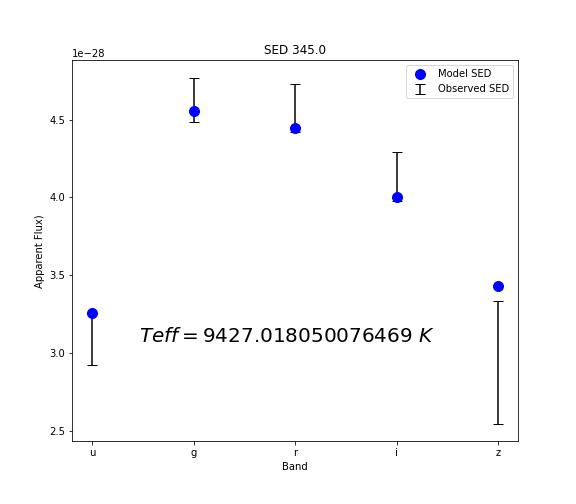 SED 345.0
1e−28
Model SED
Observed SED
4.5
4.0
3.5
3.0
2.5
Apparent Flux)
Teff = 9427.018050076469 K
u g r i z
Band